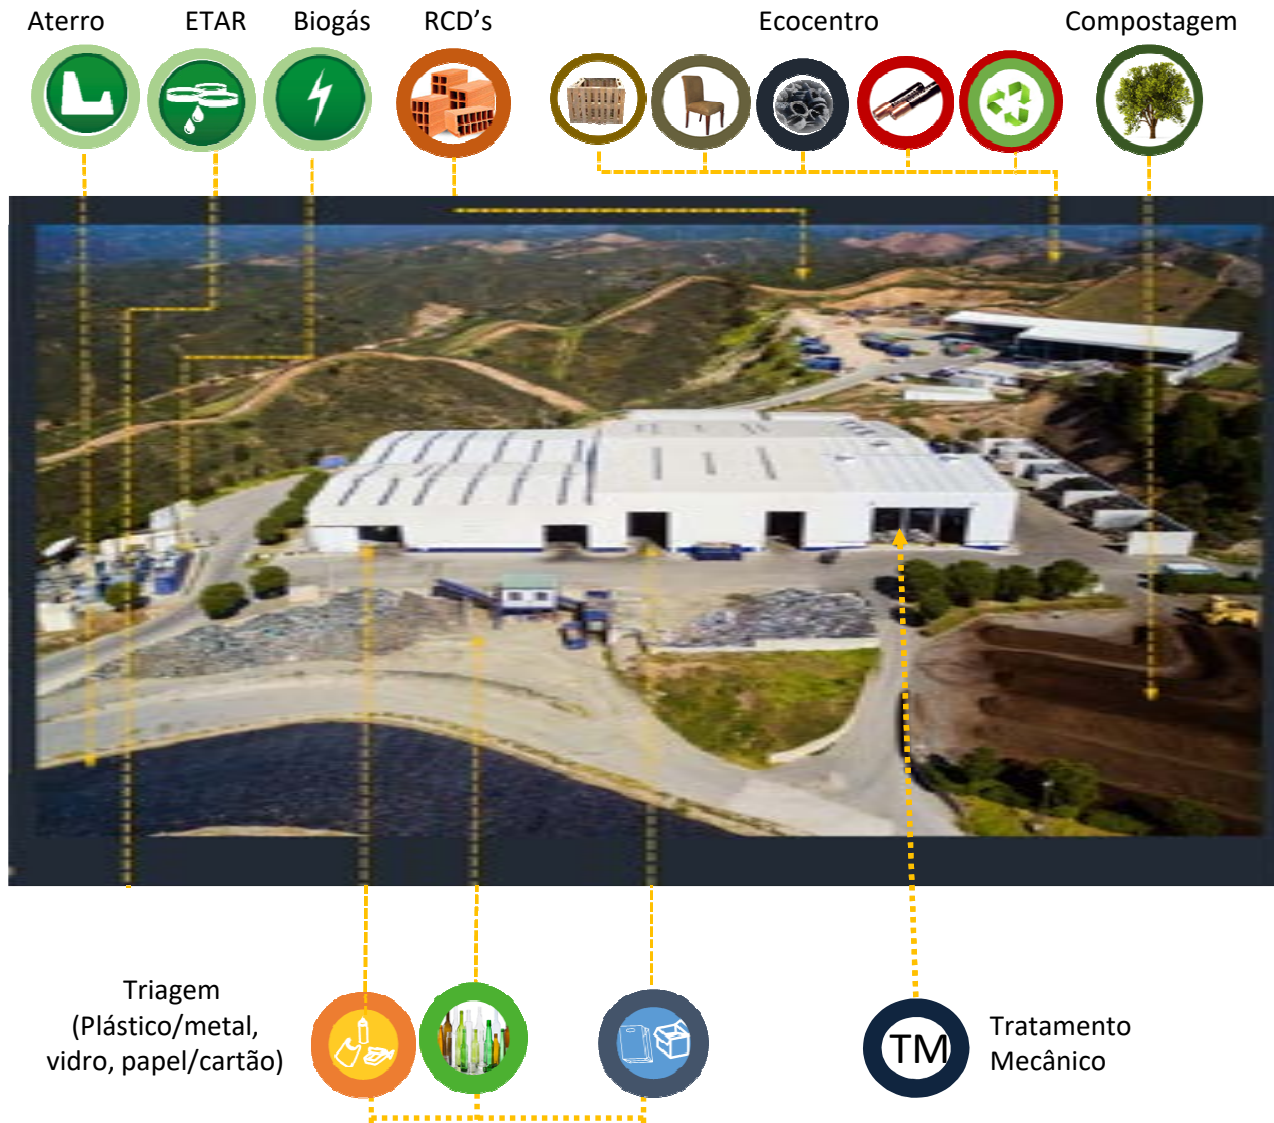 Aterro
ETAR
Biogás
RCD's
Ecocentro
Compostagem
Triagem
(Plástico/metal,
vidro, papel/cartão)
TM
Tratamento
Mecânico